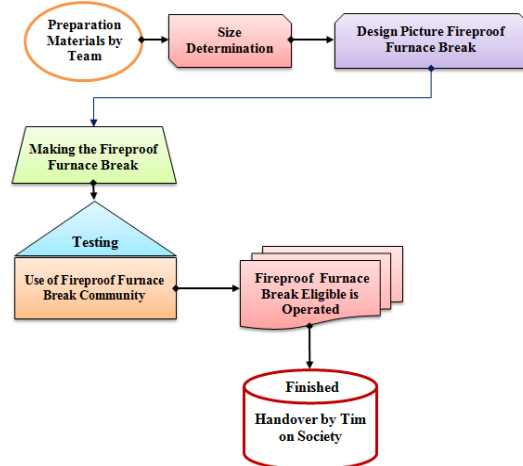 Preparation
Materials by
Team
Size
Determination
Design Picture Fireproof
Furnace Break
Making the Fireproof
Furnace Break
Testing
Use of Fireproof Furnace
Break Community
Fireproof Furnace
Break Eligible is
Operated
Finished
Handover by Tim
on Society